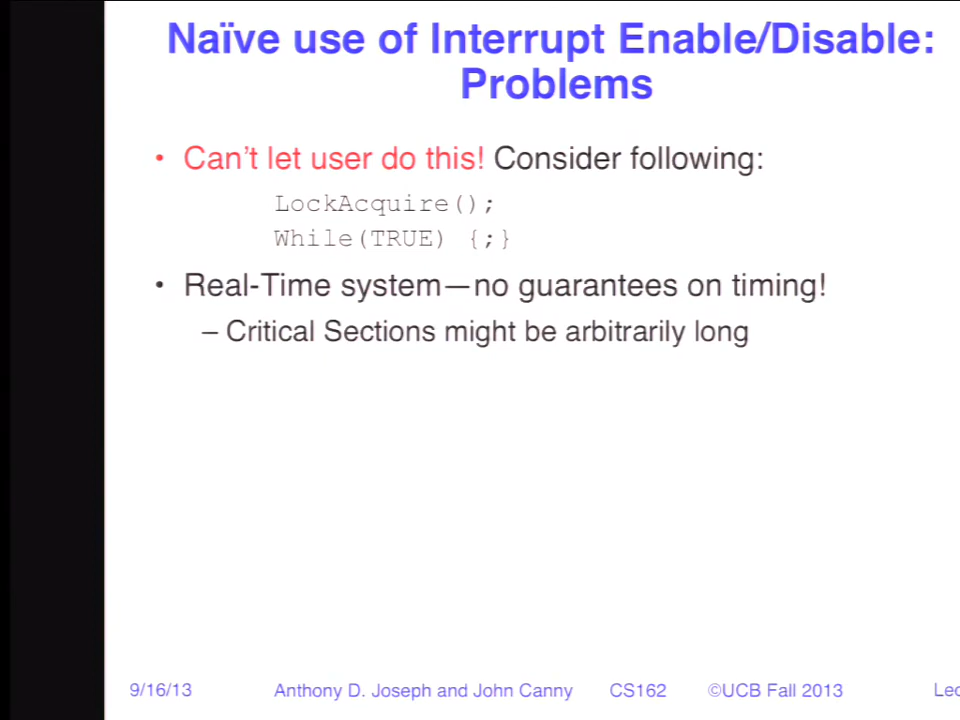 Naïve use of Interrupt Enable/Disable:
Problems
• Can't let user do this! Consider following:
LockAcquire();
While(TRUE) {;}
• Real-Time system—no guarantees on timing!
– Critical Sections might be arbitrarily long
9/16/13 Anthony D. Joseph and John Canny CS162 ©UCB Fall 2013